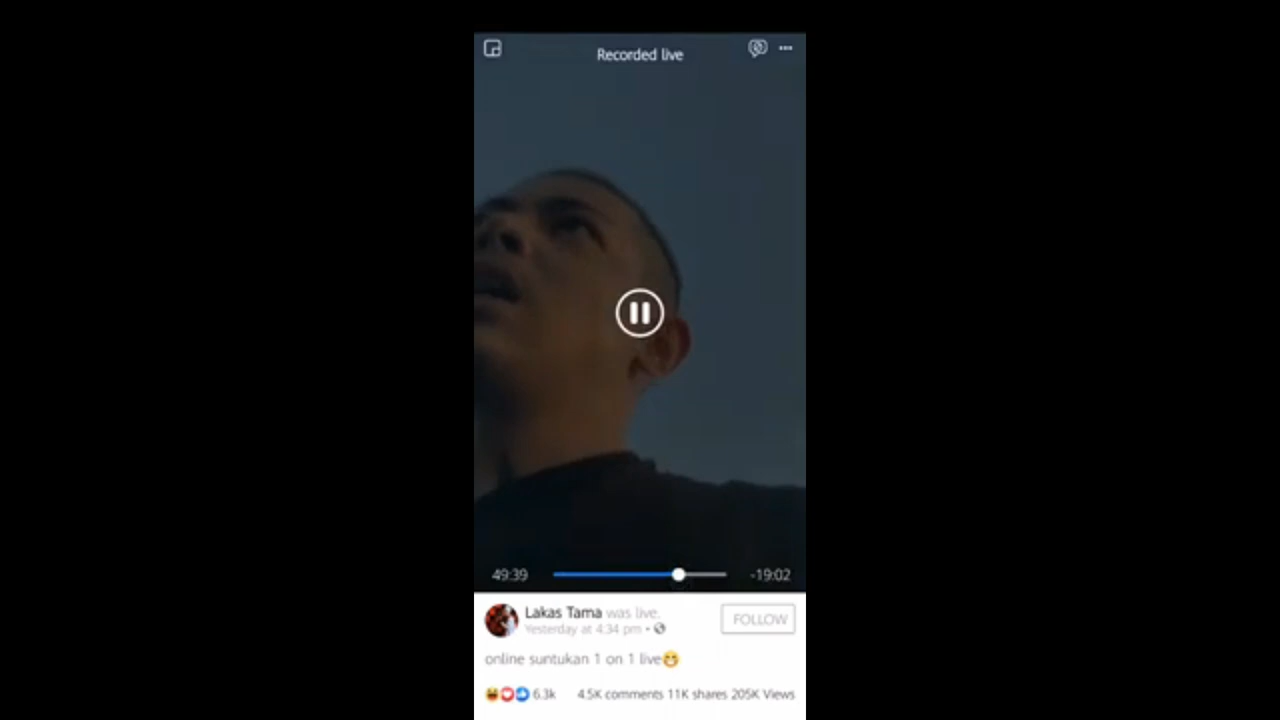 Recorded live
49:39 -19:02
Lakas Tama was live.
FOLLOW
Yesterday at 4:34 pm •
online suntukan 1 on 1 live😁
6.3k 4.5K comments 11K shares 205K Views